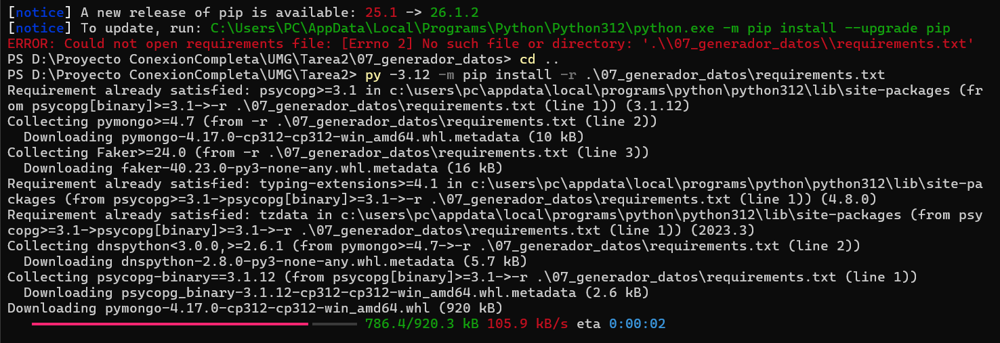 [notice] A new release of pip is available: 25.1 -> 26.1.2
[notice] To update, run: C:\Users\PC\AppData\Local\Programs\Python\Python312\python.exe -m pip install --upgrade pip
ERROR: Could not open requirements file: [Errno 2] No such file or directory: '.\\07_generador_datos\\requirements.txt'
PS D:\Proyecto ConexionCompleta\UMG\Tarea2\07_generador_datos> cd ..
PS D:\Proyecto ConexionCompleta\UMG\Tarea2> py -3.12 -m pip install -r .\07_generador_datos\requirements.txt
Requirement already satisfied: psycopg>=3.1 in c:\users\pc\appdata\local\programs\python\python312\lib\site-packages (fr
om psycopg[binary]>=3.1->-r .\07_generador_datos\requirements.txt (line 1)) (3.1.12)
Collecting pymongo>=4.7 (from -r .\07_generador_datos\requirements.txt (line 2))
  Downloading pymongo-4.17.0-cp312-cp312-win_amd64.whl.metadata (10 kB)
Collecting Faker>=24.0 (from -r .\07_generador_datos\requirements.txt (line 3))
  Downloading faker-40.23.0-py3-none-any.whl.metadata (16 kB)
Requirement already satisfied: typing-extensions>=4.1 in c:\users\pc\appdata\local\programs\python\python312\lib\site-pa
ckages (from psycopg>=3.1->psycopg[binary]>=3.1->-r .\07_generador_datos\requirements.txt (line 1)) (4.8.0)
Requirement already satisfied: tzdata in c:\users\pc\appdata\local\programs\python\python312\lib\site-packages (from psy
copg>=3.1->psycopg[binary]>=3.1->-r .\07_generador_datos\requirements.txt (line 1)) (2023.3)
Collecting dnspython<3.0.0,>=2.6.1 (from pymongo>=4.7->-r .\07_generador_datos\requirements.txt (line 2))
  Downloading dnspython-2.8.0-py3-none-any.whl.metadata (5.7 kB)
Collecting psycopg-binary==3.1.12 (from psycopg[binary]>=3.1->-r .\07_generador_datos\requirements.txt (line 1))
  Downloading psycopg_binary-3.1.12-cp312-cp312-win_amd64.whl.metadata (2.6 kB)
Downloading pymongo-4.17.0-cp312-cp312-win_amd64.whl (920 kB)
786.4/920.3 kB 105.9 kB/s eta 0:00:02